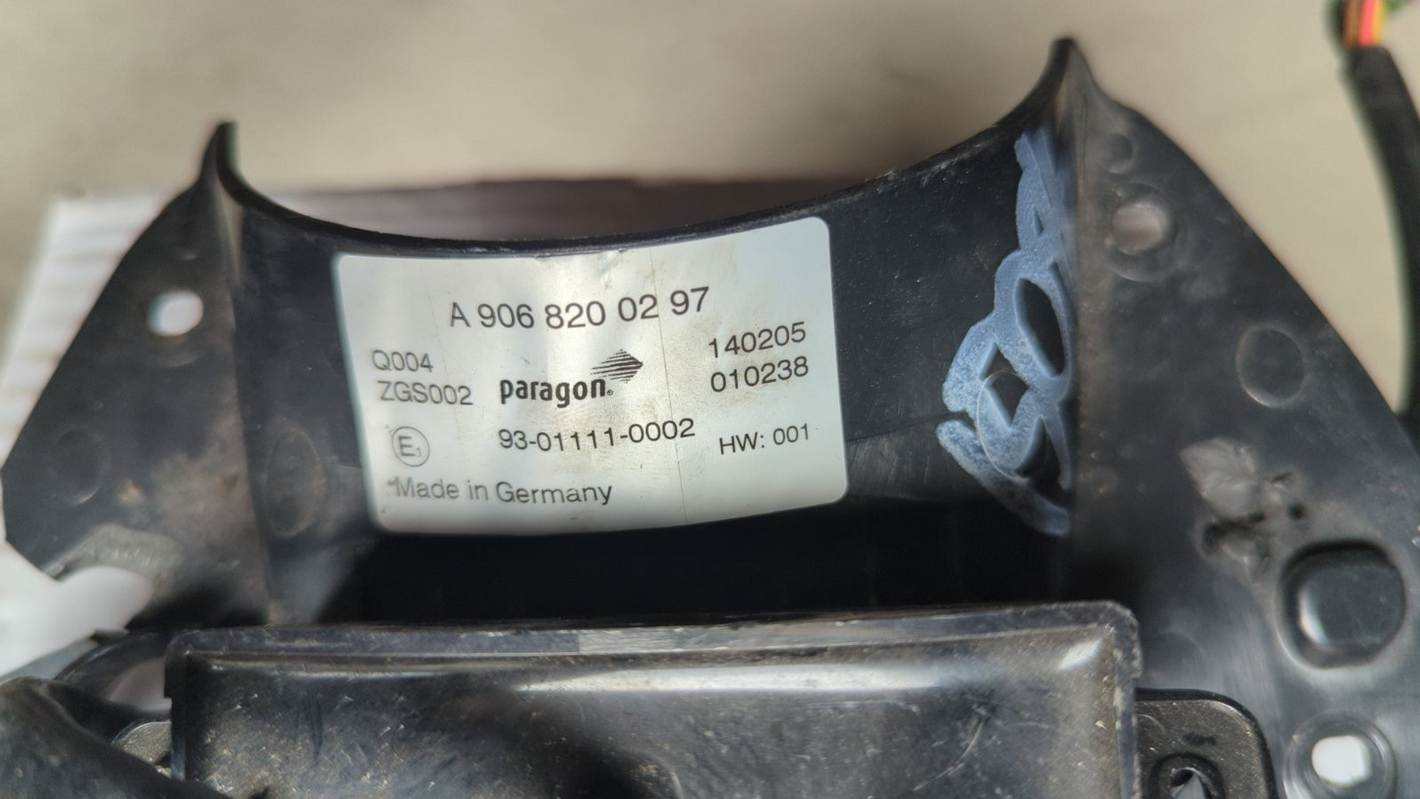 A 906 820 02 97
Q004
ZGS002
paragon®
140205
010238
E1
93-01111-0002
HW: 001
Made in Germany